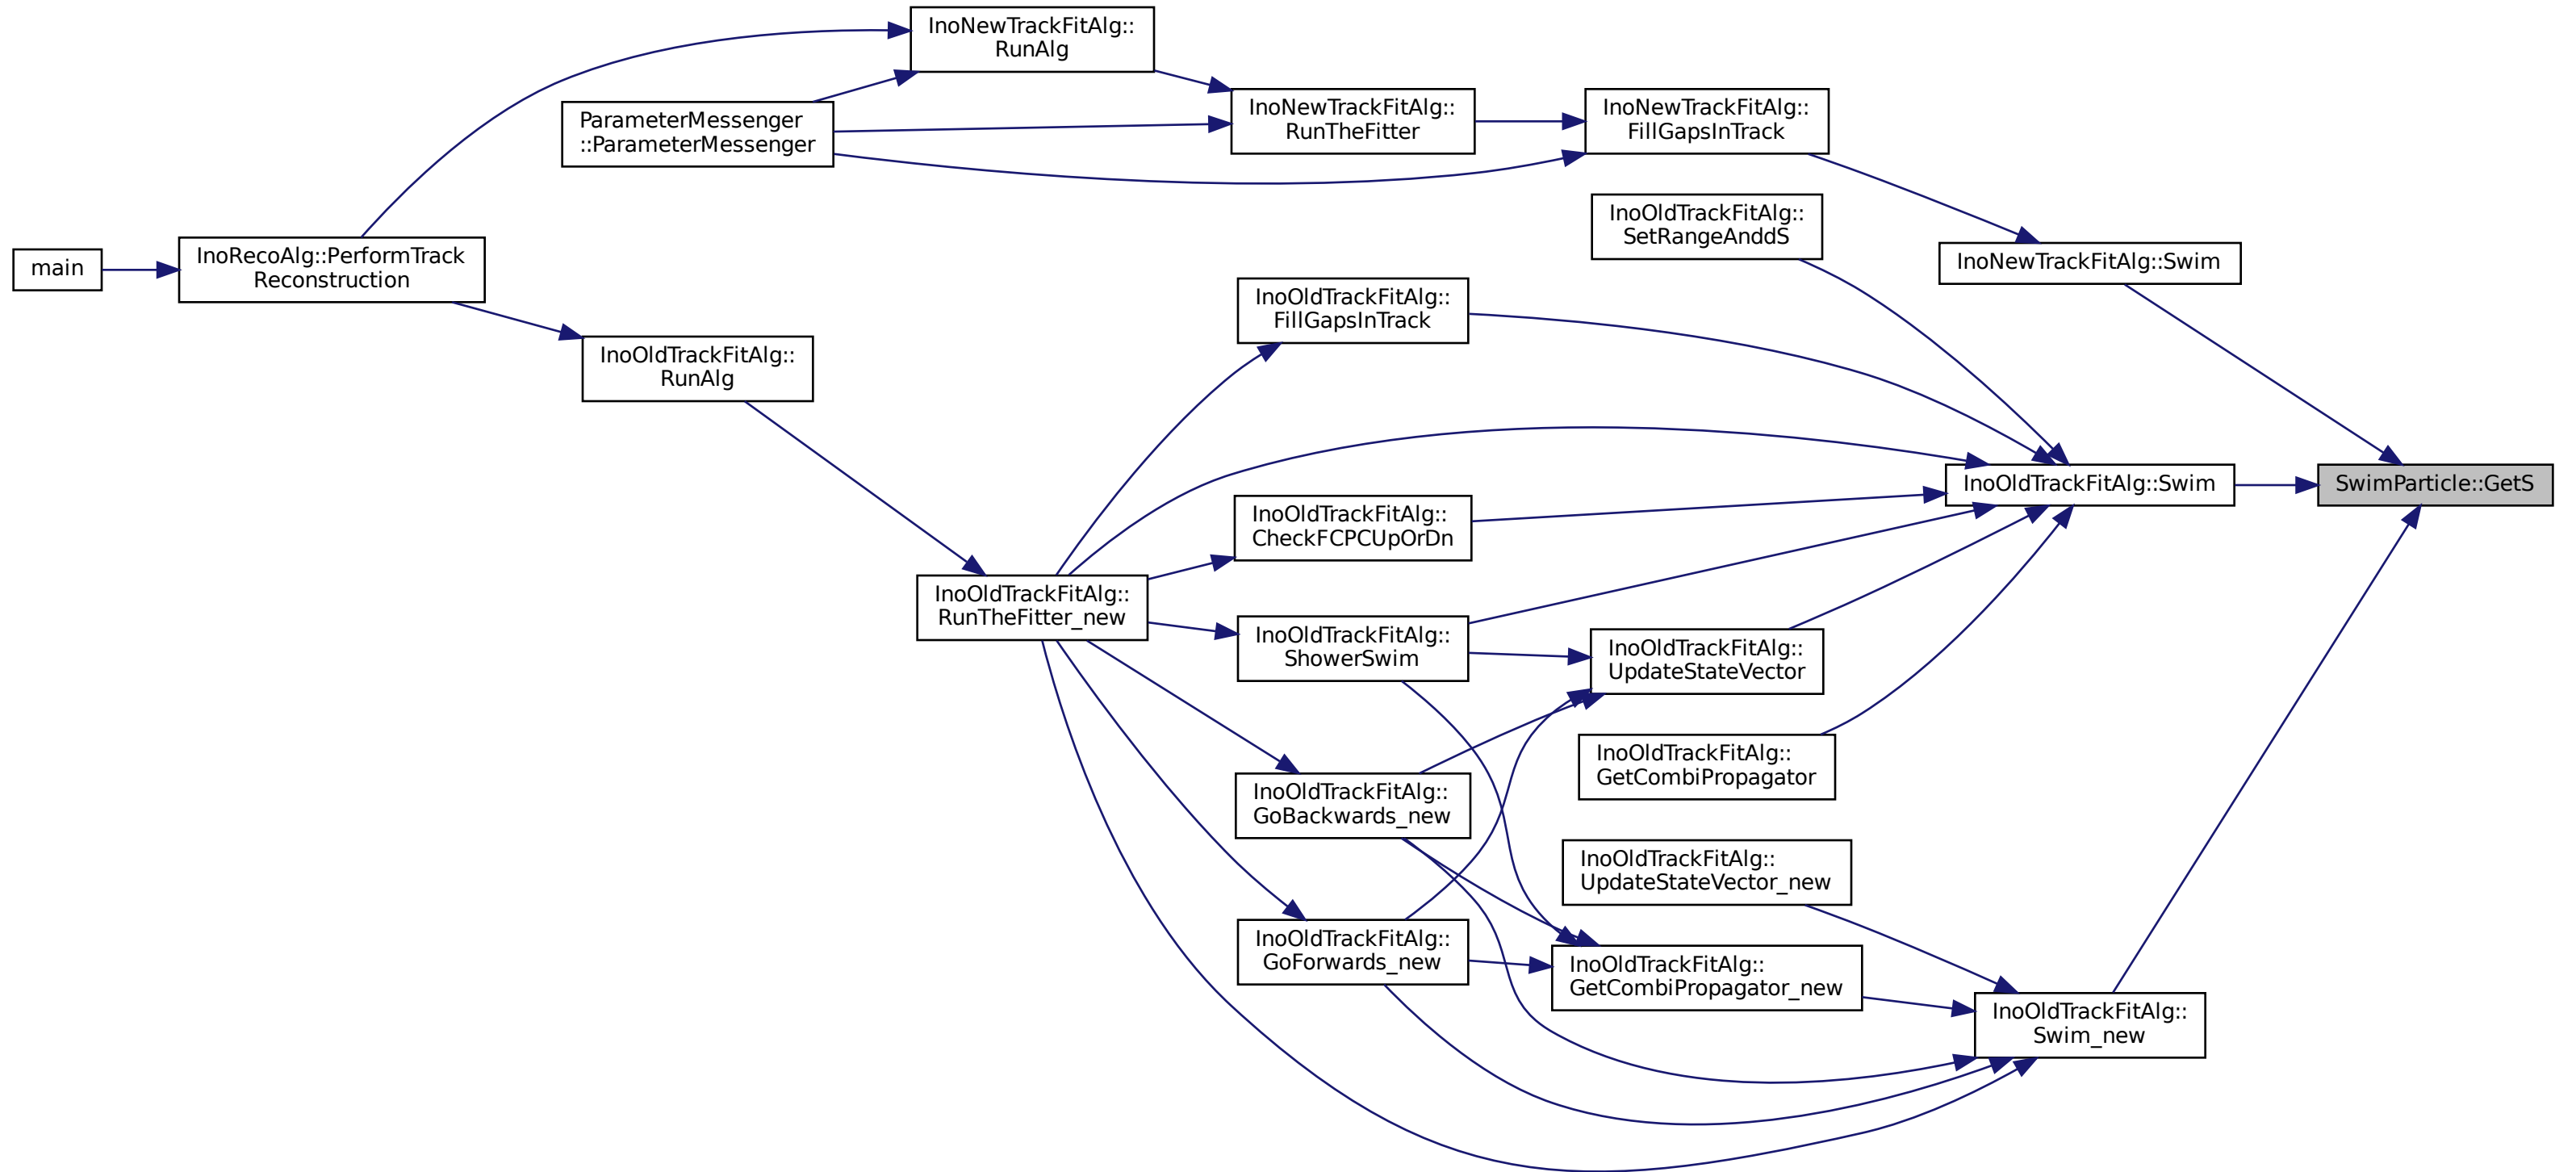 InoNewTrackFitAlg::
RunAlg
ParameterMessenger
::ParameterMessenger
InoNewTrackFitAlg::
RunTheFitter
InoNewTrackFitAlg::
FillGapsInTrack
InoOldTrackFitAlg::
SetRangeAnddS
InoNewTrackFitAlg::Swim
main
InoRecoAlg::PerformTrack
Reconstruction
InoOldTrackFitAlg::
FillGapsInTrack
InoOldTrackFitAlg::
RunAlg
InoOldTrackFitAlg::Swim
SwimParticle::GetS
InoOldTrackFitAlg::
CheckFCPCUpOrDn
InoOldTrackFitAlg::
RunTheFitter_new
InoOldTrackFitAlg::
ShowerSwim
InoOldTrackFitAlg::
UpdateStateVector
InoOldTrackFitAlg::
GetCombiPropagator
InoOldTrackFitAlg::
GoBackwards_new
InoOldTrackFitAlg::
UpdateStateVector_new
InoOldTrackFitAlg::
GoForwards_new
InoOldTrackFitAlg::
GetCombiPropagator_new
InoOldTrackFitAlg::
Swim_new